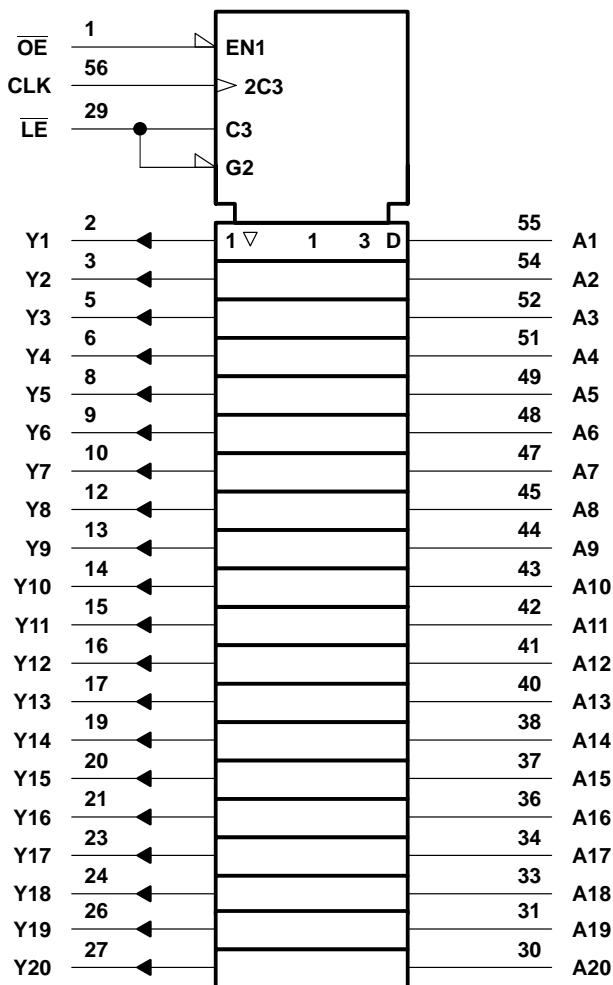 O̅E̅ 1 EN1
CLK 56 2C3
L̅E̅ 29 C3
G2
Y1 2 1 ▽ 1 3 D 55 A1
Y2 3 54 A2
Y3 5 52 A3
Y4 6 51 A4
Y5 8 49 A5
Y6 9 48 A6
Y7 10 47 A7
Y8 12 45 A8
Y9 13 44 A9
Y10 14 43 A10
Y11 15 42 A11
Y12 16 41 A12
Y13 17 40 A13
Y14 19 38 A14
Y15 20 37 A15
Y16 21 36 A16
Y17 23 34 A17
Y18 24 33 A18
Y19 26 31 A19
Y20 27 30 A20